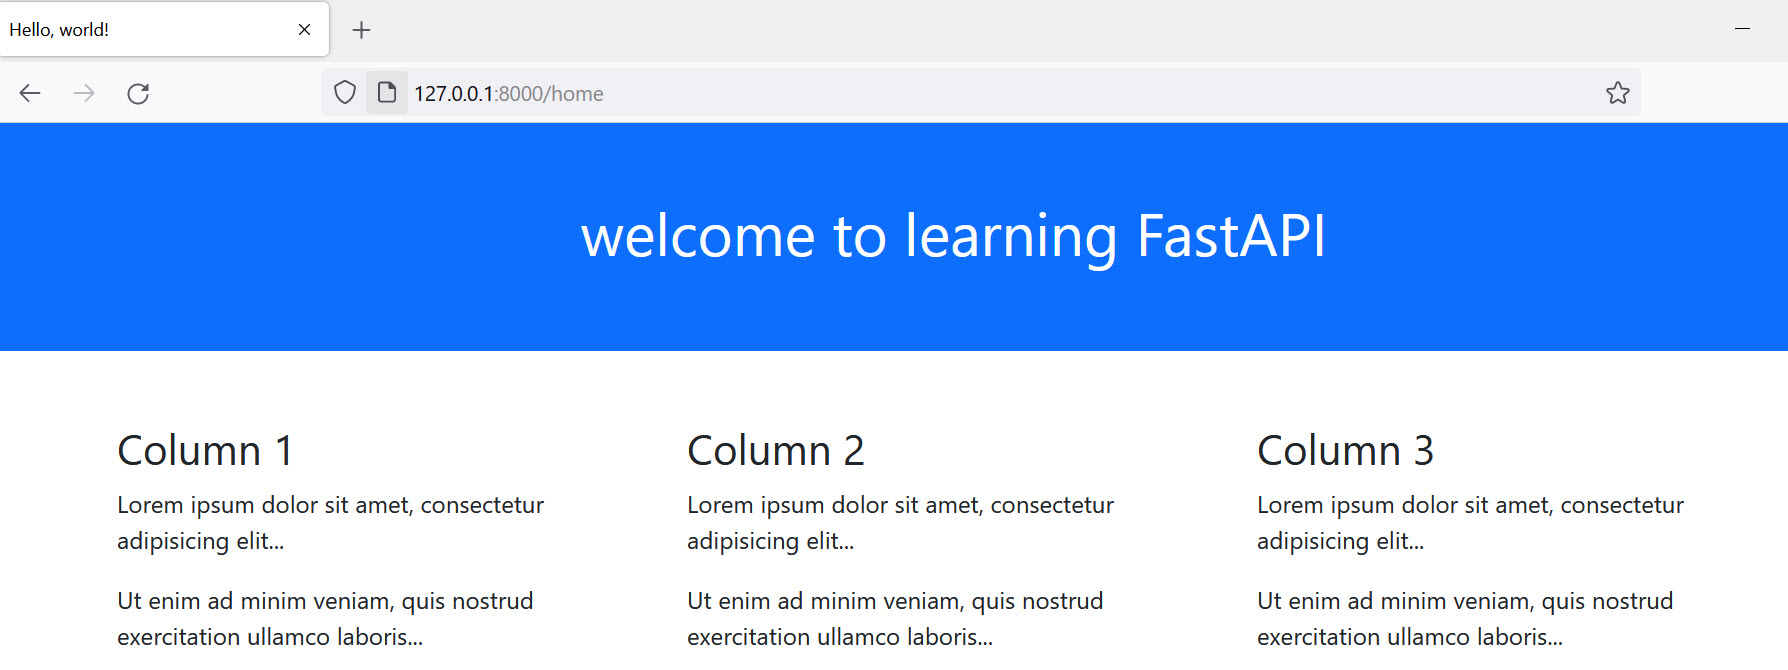 Hello, world!
127.0.0.1:8000/home
welcome to learning FastAPI
Column 1
Lorem ipsum dolor sit amet, consectetur
adipisicing elit...
Ut enim ad minim veniam, quis nostrud
exercitation ullamco laboris...
Column 2
Lorem ipsum dolor sit amet, consectetur
adipisicing elit...
Ut enim ad minim veniam, quis nostrud
exercitation ullamco laboris...
Column 3
Lorem ipsum dolor sit amet, consectetur
adipisicing elit...
Ut enim ad minim veniam, quis nostrud
exercitation ullamco laboris...